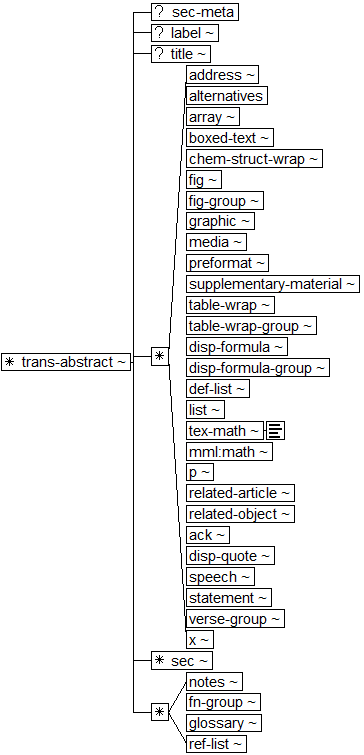 ? sec-meta
? label ~
? title ~
address ~
alternatives
array ~
boxed-text ~
chem-struct-wrap ~
fig ~
fig-group ~
graphic ~
media ~
preformat ~
supplementary-material ~
table-wrap ~
table-wrap-group ~
disp-formula ~
* trans-abstract ~
*
disp-formula-group ~
def-list ~
list ~
tex-math ~
mml:math ~
p ~
related-article ~
related-object ~
ack ~
disp-quote ~
speech ~
statement ~
verse-group ~
x ~
* sec ~
notes ~
fn-group ~
*
glossary ~
ref-list ~